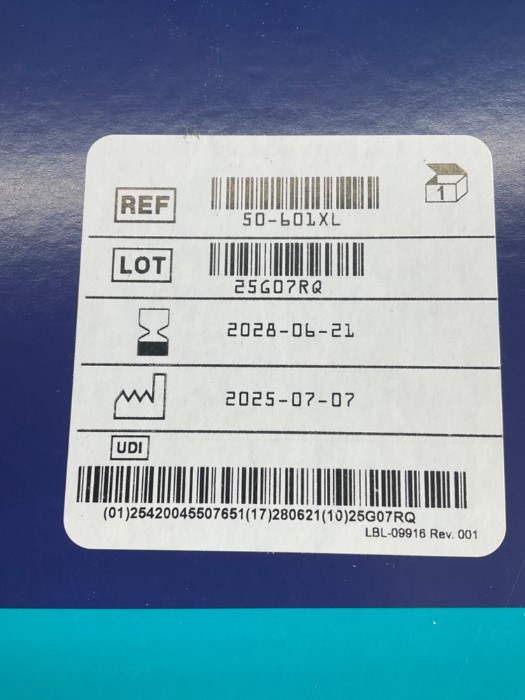 1
REF
50-601XL
LOT
25G07RQ
2028-06-21
2025-07-07
UDI
(01)25420045507651(17)280621(10)25G07RQ
LBL-09916 Rev. 001